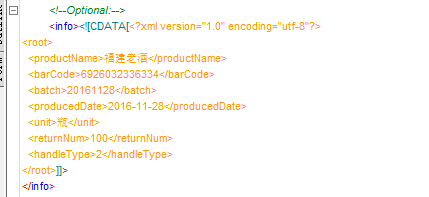 <!--Optional:-->
<info><![CDATA[<?xml version="1.0" encoding="utf-8"?>
<root>
<productName>福建老酒</productName>
<barCode>6926032336334</barCode>
<batch>20161128</batch>
<producedDate>2016-11-28</producedDate>
<unit>瓶</unit>
<returnNum>100</returnNum>
<handleType>2</handleType>
</root>]]>
</info>